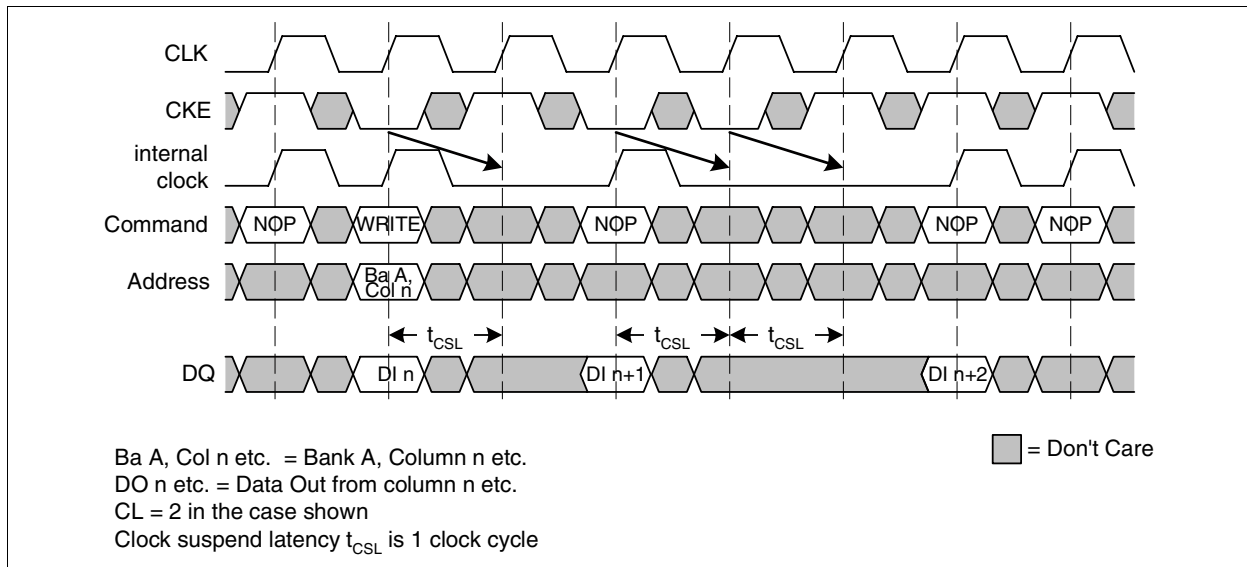 CLK
CKE
internal
clock
Command NOP WRITE NOP NOP NOP
Address Ba A,
Col n
tCSL tCSL tCSL
DQ DI n DI n+1 DI n+2
Ba A, Col n etc. = Bank A, Column n etc.
= Don't Care
DO n etc. = Data Out from column n etc.
CL = 2 in the case shown
Clock suspend latency tCSL is 1 clock cycle